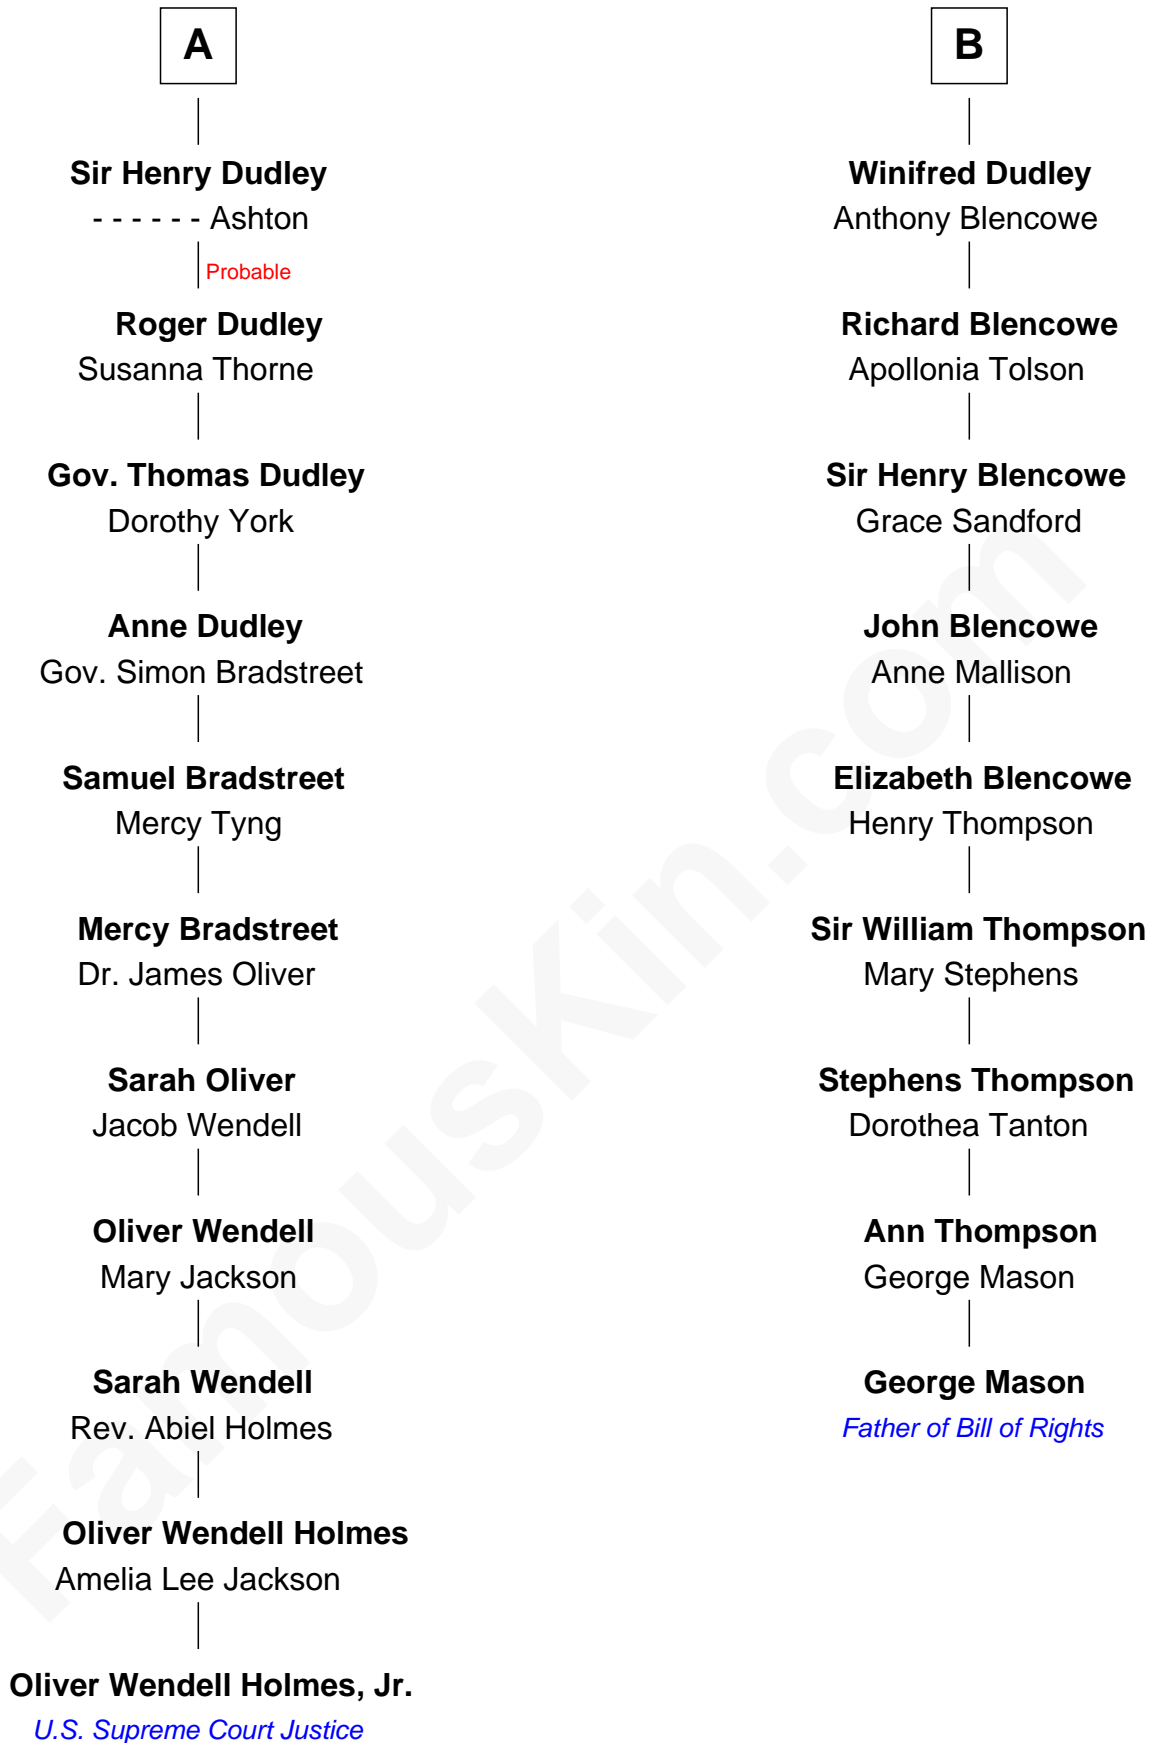 A
Sir Henry Dudley
- - - - - - Ashton
Probable
Roger Dudley
Susanna Thorne
Gov. Thomas Dudley
Dorothy York
Anne Dudley
Gov. Simon Bradstreet
Samuel Bradstreet
Mercy Tyng
Mercy Bradstreet
Dr. James Oliver
Sarah Oliver
Jacob Wendell
Oliver Wendell
Mary Jackson
Sarah Wendell
Rev. Abiel Holmes
Oliver Wendell Holmes
Amelia Lee Jackson
Oliver Wendell Holmes, Jr.
U.S. Supreme Court Justice
B
Winifred Dudley
Anthony Blencowe
Richard Blencowe
Apollonia Tolson
Sir Henry Blencowe
Grace Sandford
John Blencowe
Anne Mallison
Elizabeth Blencowe
Henry Thompson
Sir William Thompson
Mary Stephens
Stephens Thompson
Dorothea Tanton
Ann Thompson
George Mason
George Mason
Father of Bill of Rights
FamousKin.com